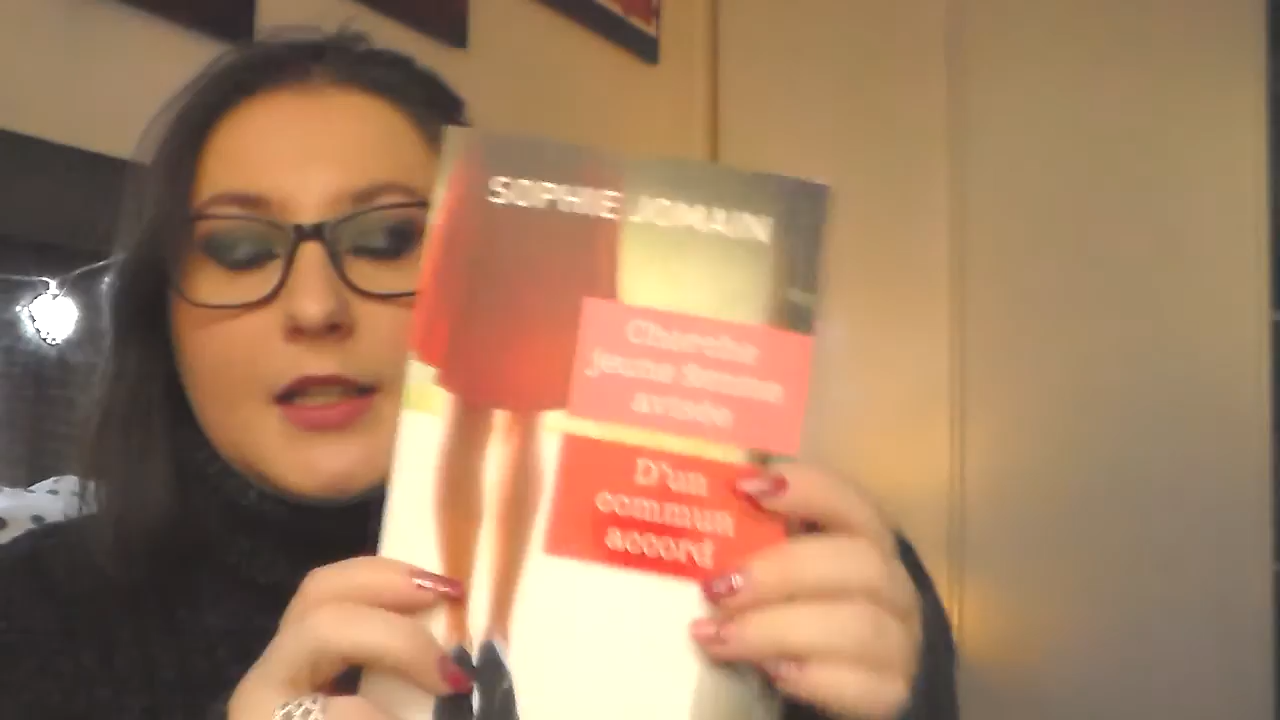 SOPHIE JOMAIN
Cherche
jeune femme
avisée
D'un
commun
accord